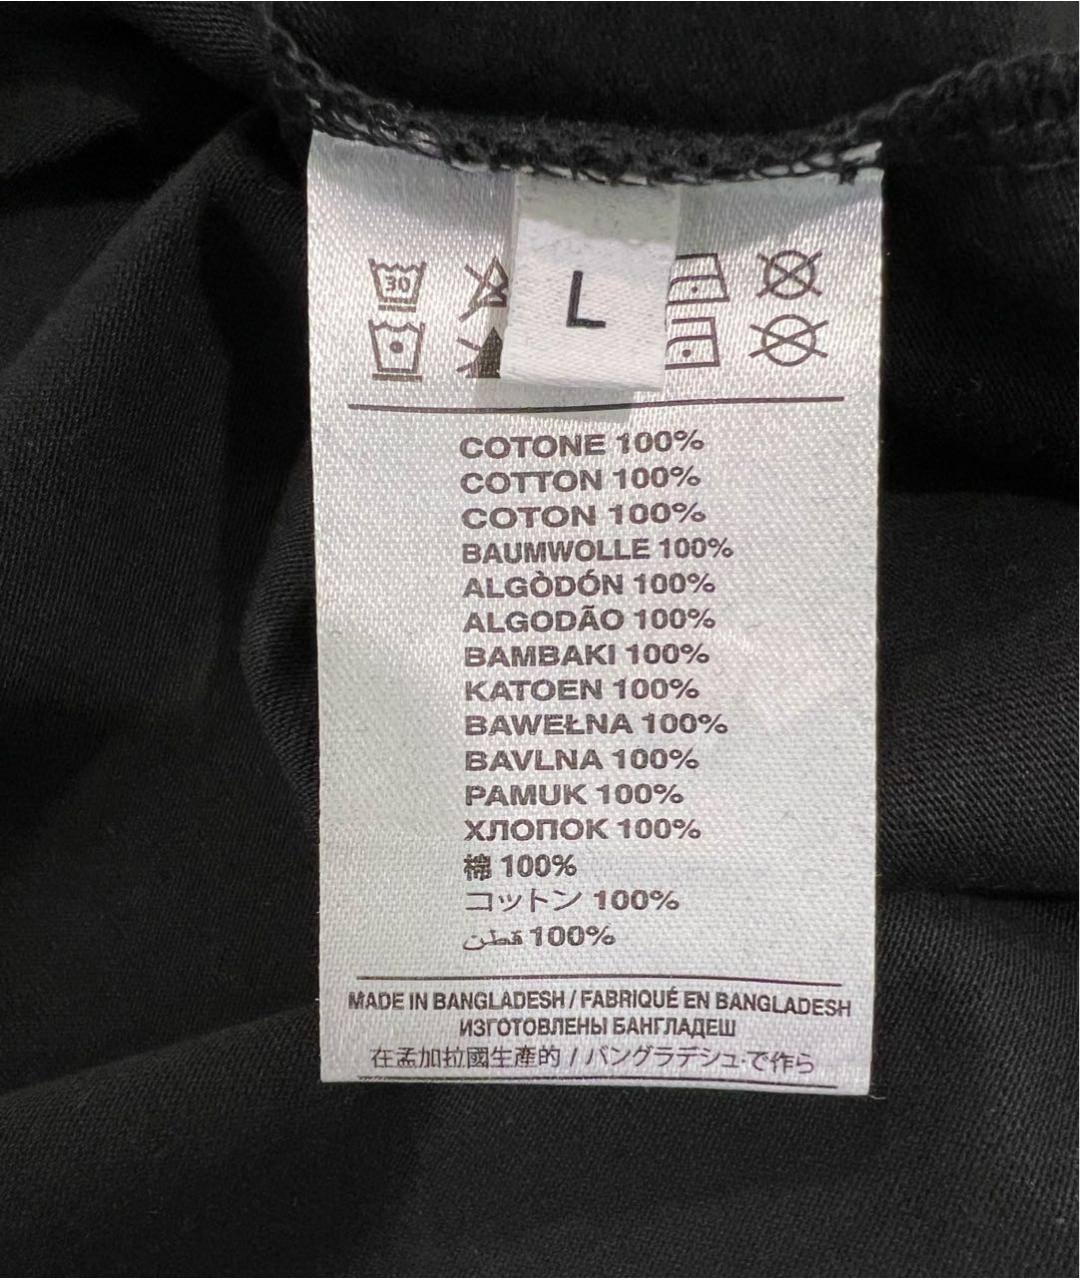 30
L
COTONE 100%
COTTON 100%
COTON 100%
BAUMWOLLE 100%
ALGÒDÓN 100%
ALGODÃO 100%
BAMBAKI 100%
KATOEN 100%
BAWEŁNA 100%
BAVLNA 100%
PAMUK 100%
ХЛОПОК 100%
棉 100%
コットン 100%
قطن 100%
MADE IN BANGLADESH / FABRIQUÉ EN BANGLADESH
ИЗГОТОВЛЕНЫ БАНГЛАДЕШ
在孟加拉國生產的 / バングラデシュ·で作ら